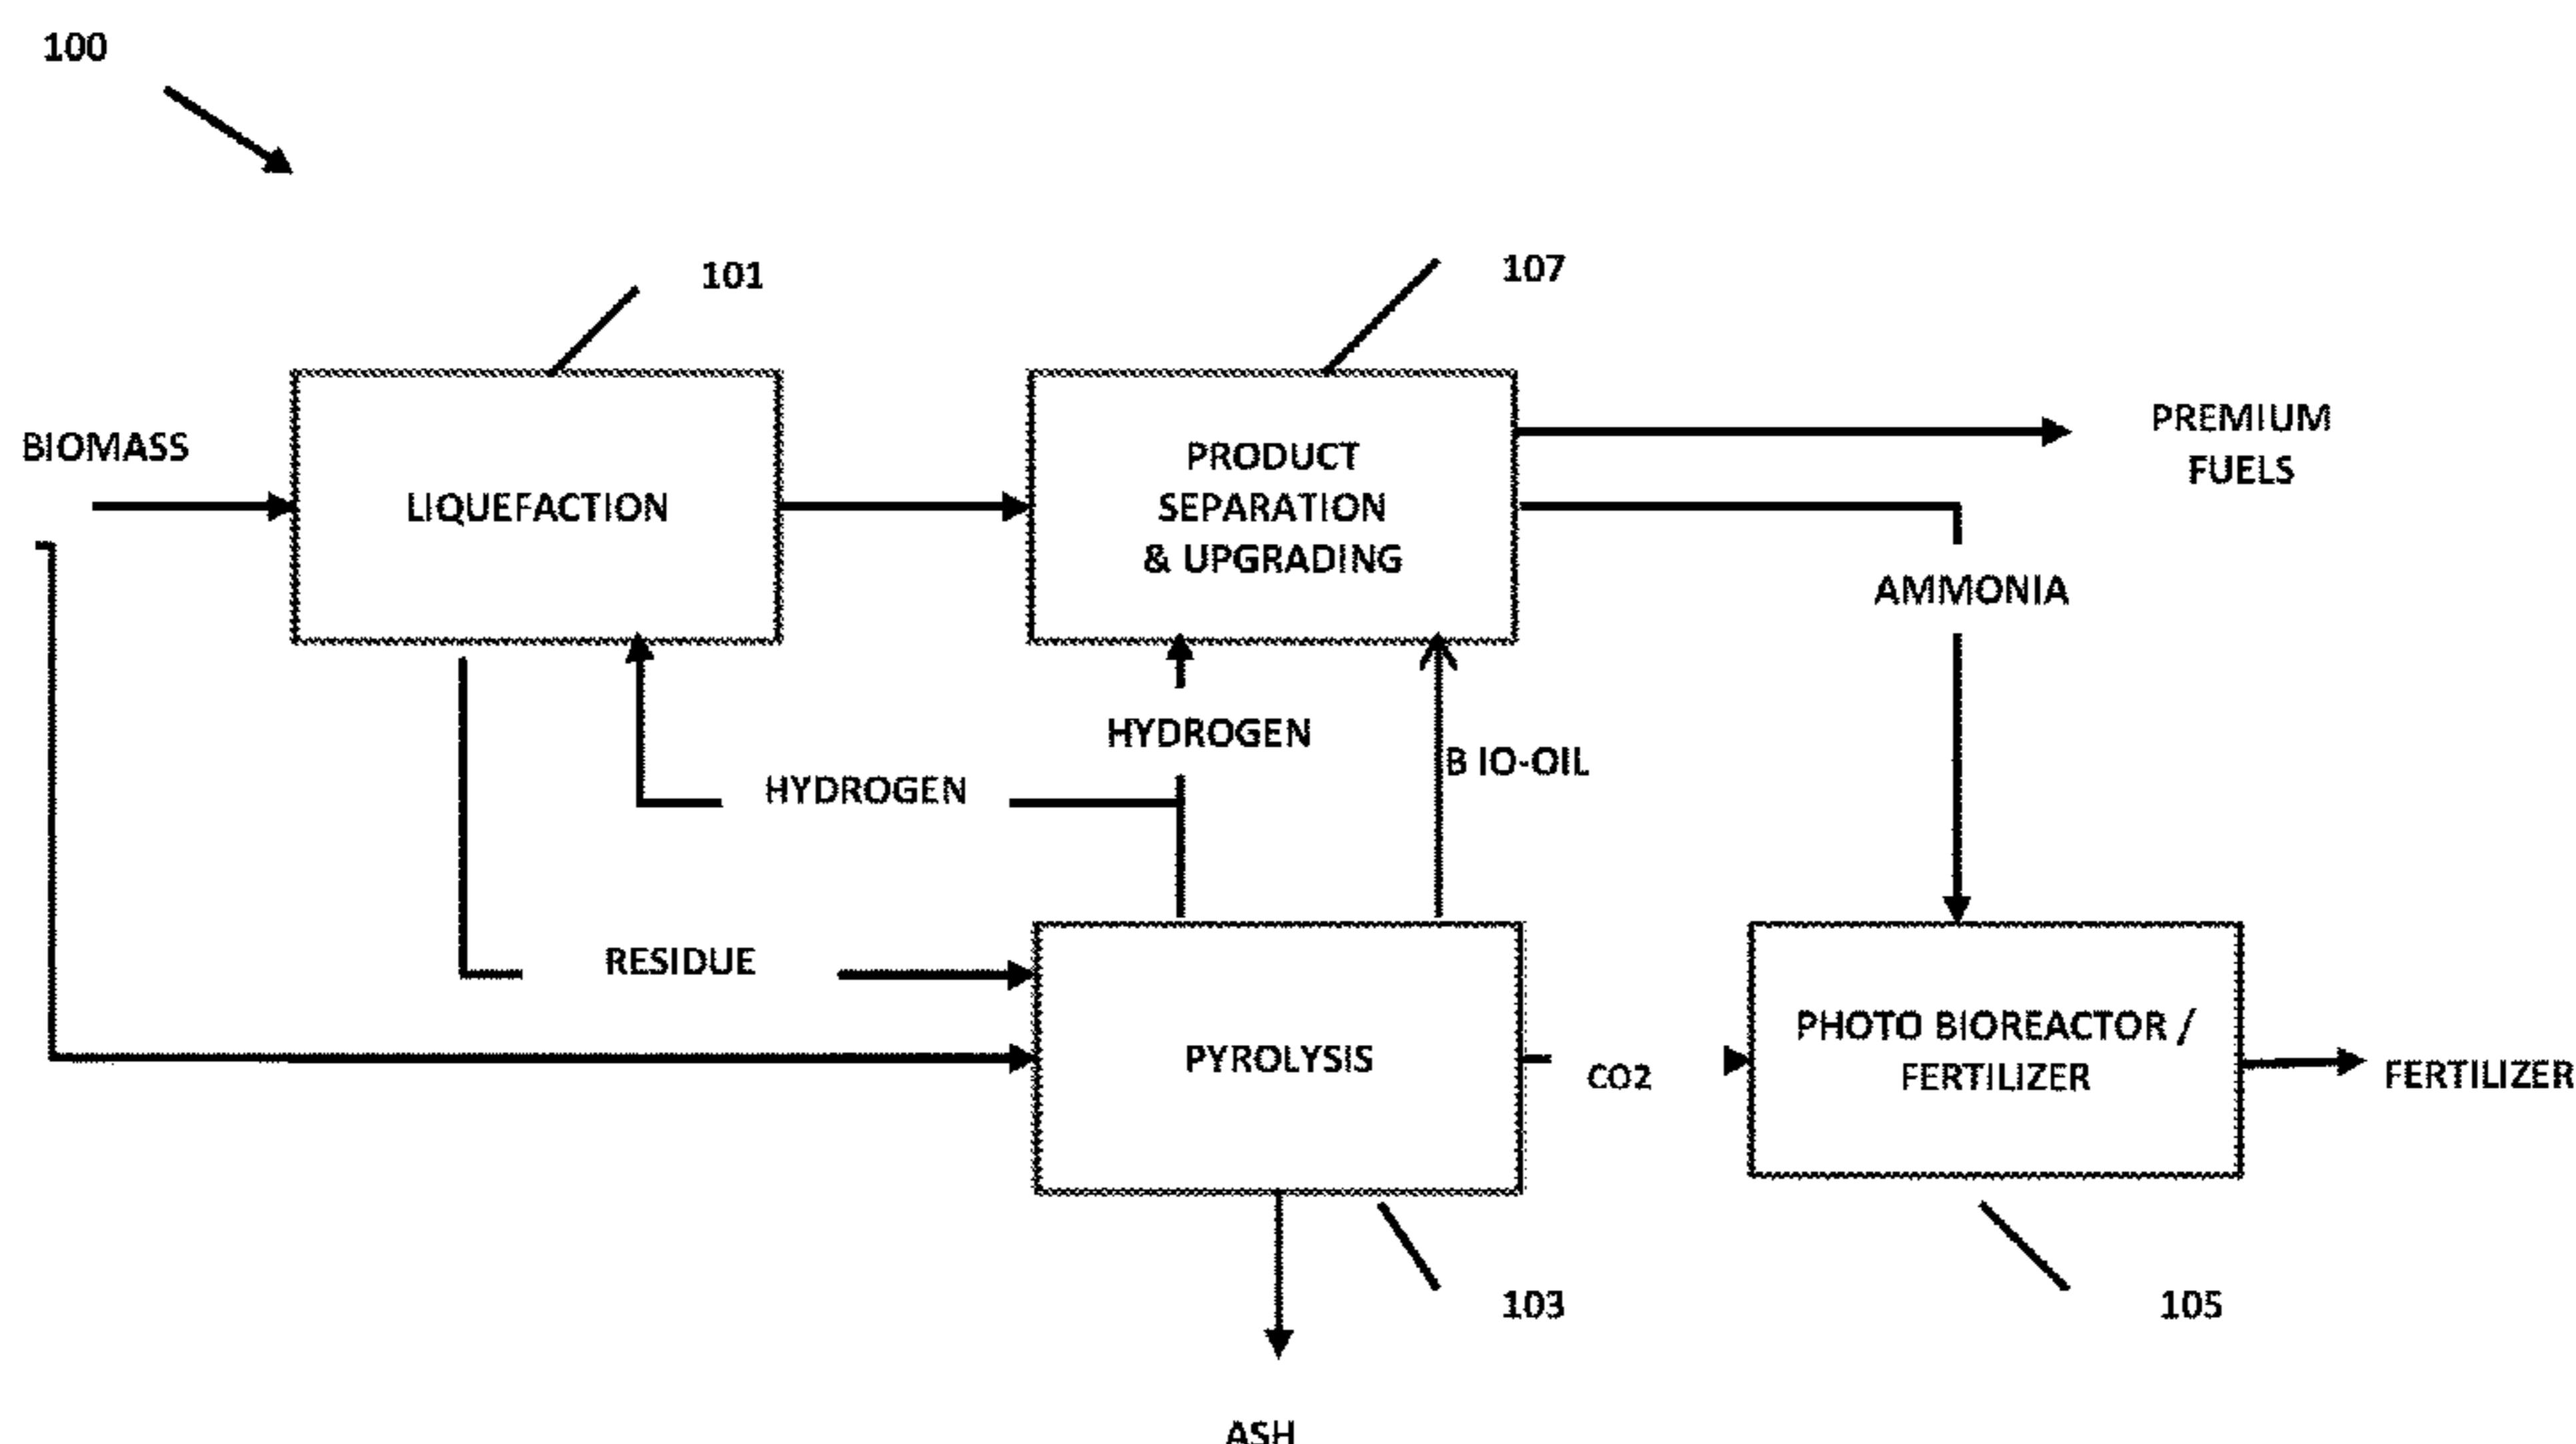 100
101
107
BIOMASS
LIQUEFACTION
PRODUCT
SEPARATION
& UPGRADING
PREMIUM
FUELS
AMMONIA
HYDROGEN
HYDROGEN
B IO-OIL
RESIDUE
PYROLYSIS
CO2
PHOTO BIOREACTOR /
FERTILIZER
FERTILIZER
103
105
ASH